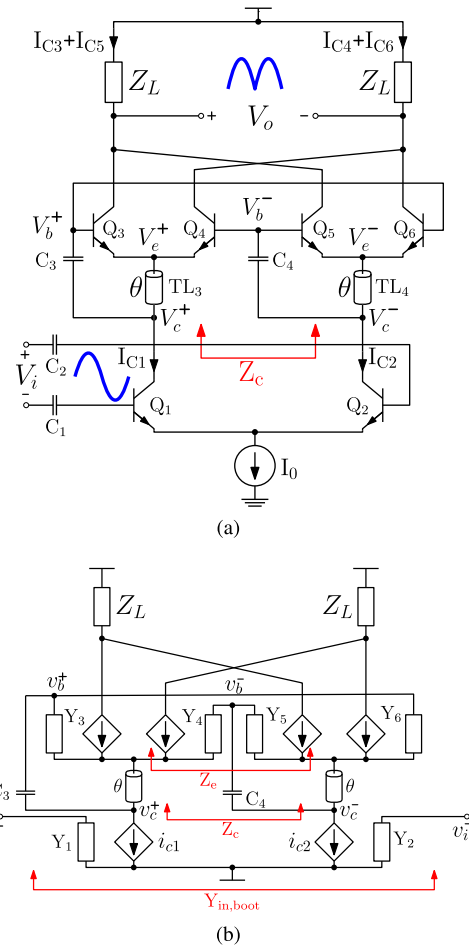 I_C3+I_C5 I_C4+I_C6
Z_L Z_L
+ V_o −
V_b^+ Q_3 V_e^+ Q_4 V_b^− Q_5 V_e^− Q_6
C_3 θ TL_3 C_4 θ TL_4
V_c^+ V_c^−
I_C1 Z_c I_C2
+ V_i − C_2
C_1 Q_1 Q_2
I_0
(a)
Z_L Z_L
v_b^+ v_b^−
Y_3 Y_4 Y_5 Y_6
Z_e
θ θ
C_3 v_c^+ C_4 v_c^−
Z_c
Y_1 i_c1 i_c2 Y_2
Y_in,boot
(b)